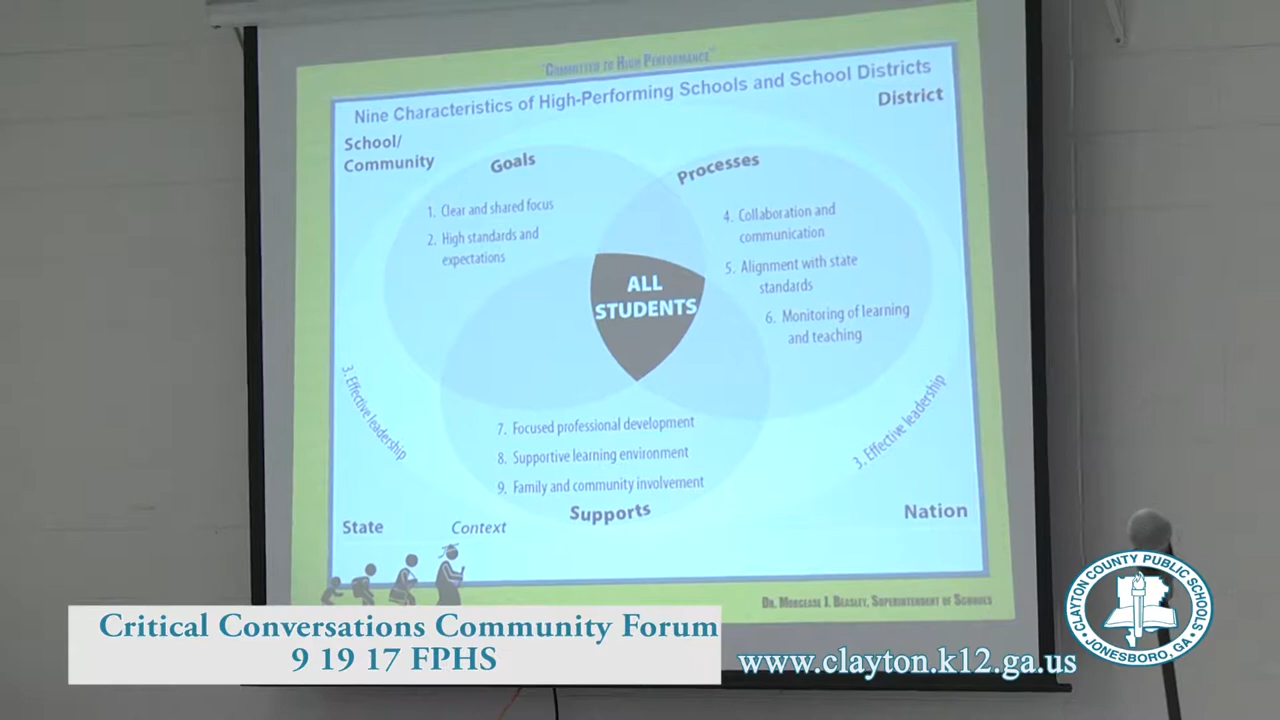 "Committed to High Performance"
Nine Characteristics of High-Performing Schools and School Districts
School/
Community
District
Goals
1. Clear and shared focus
2. High standards and
expectations
Processes
4. Collaboration and
communication
5. Alignment with state
standards
6. Monitoring of learning
and teaching
ALL
STUDENTS
3. Effective leadership
3. Effective leadership
7. Focused professional development
8. Supportive learning environment
9. Family and community involvement
Supports
State
Context
Nation
Dr. Morcease J. Beasley, Superintendent of Schools
Critical Conversations Community Forum
9 19 17 FPHS
www.clayton.k12.ga.us
CLAYTON COUNTY PUBLIC SCHOOLS
JONESBORO, GA